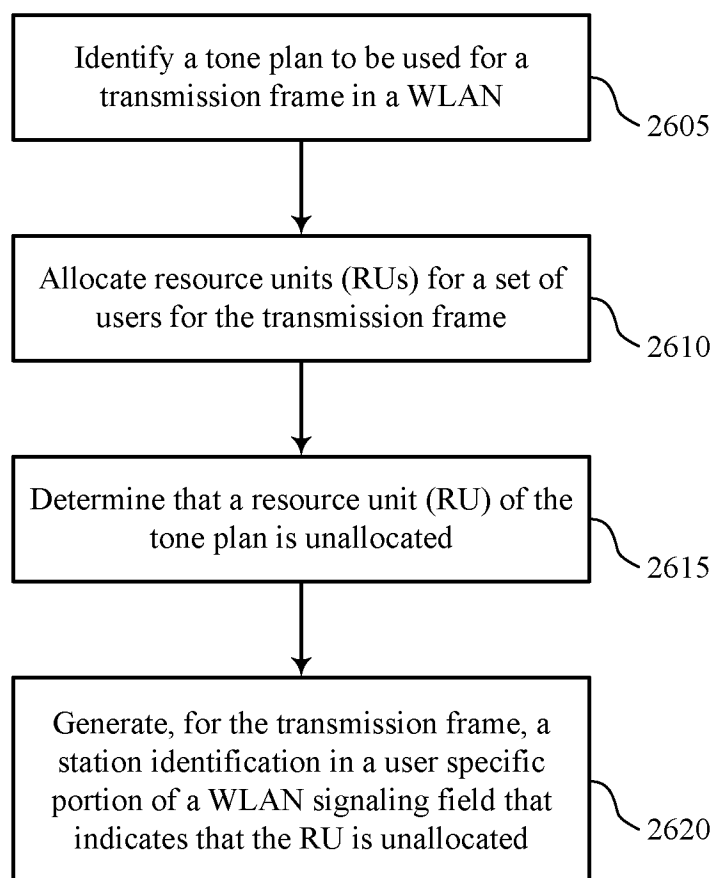 Identify a tone plan to be used for a
transmission frame in a WLAN
2605
Allocate resource units (RUs) for a set of
users for the transmission frame
2610
Determine that a resource unit (RU) of the
tone plan is unallocated
2615
Generate, for the transmission frame, a
station identification in a user specific
portion of a WLAN signaling field that
indicates that the RU is unallocated
2620